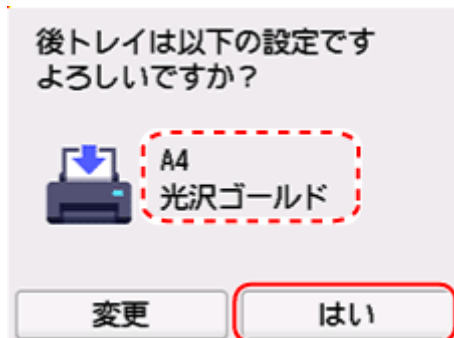 後トレイは以下の設定です
よろしいですか？
A4
光沢ゴールド
変更
はい